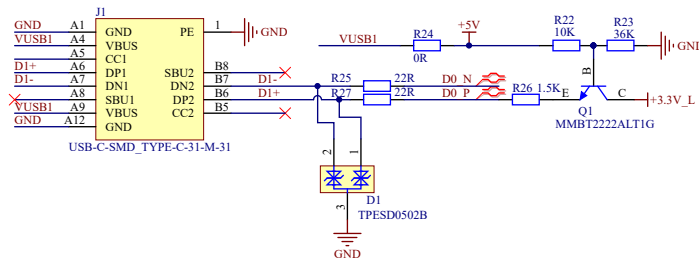 J1
GND A1 GND PE 1 GND
VUSB1 A4 VBUS
A5 CC1
D1+ A6 DP1 SBU2 B8
D1- A7 DN1 DN2 B7 D1-
A8 SBU1 DP2 B6 D1+
VUSB1 A9 VBUS CC2 B5
GND A12 GND
USB-C-SMD_TYPE-C-31-M-31
VUSB1 R24 0R +5V R22 10K R23 36K GND
R25 22R D0_N
R27 22R D0_P R26 1.5K E B C +3.3V_L
Q1
MMBT2222ALT1G
2 1
D1
TPESD0502B
3
GND